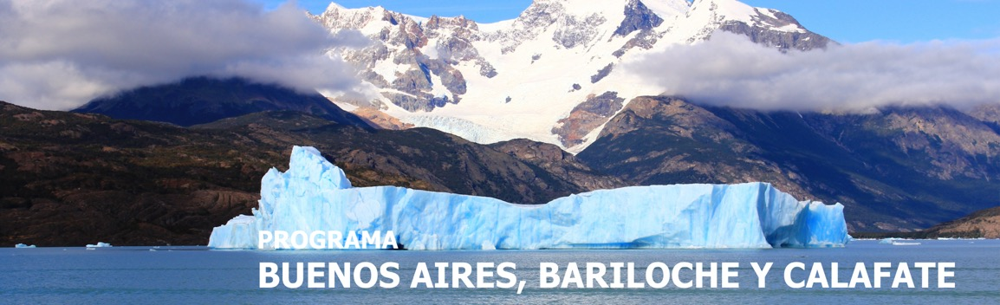 PROGRAMA
BUENOS AIRES, BARILOCHE Y CALAFATE